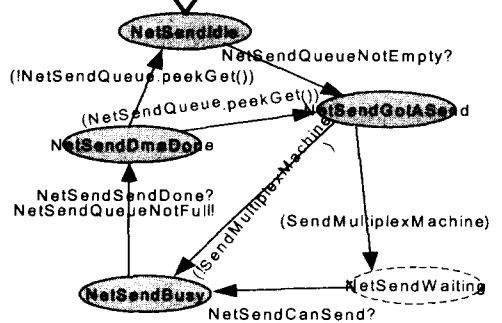 NetSendIdle
NetSendQueueNotEmpty?
(!NetSendQueue.peekGet())
(NetSendQueue.peekGet())
NetSendGotASend
NetSendDmaDone
(!SendMultiplexMachine)
NetSendSendDone?
NetSendQueueNotFull!
(SendMultiplexMachine)
NetSendBusy
NetSendWaiting
NetSendCanSend?